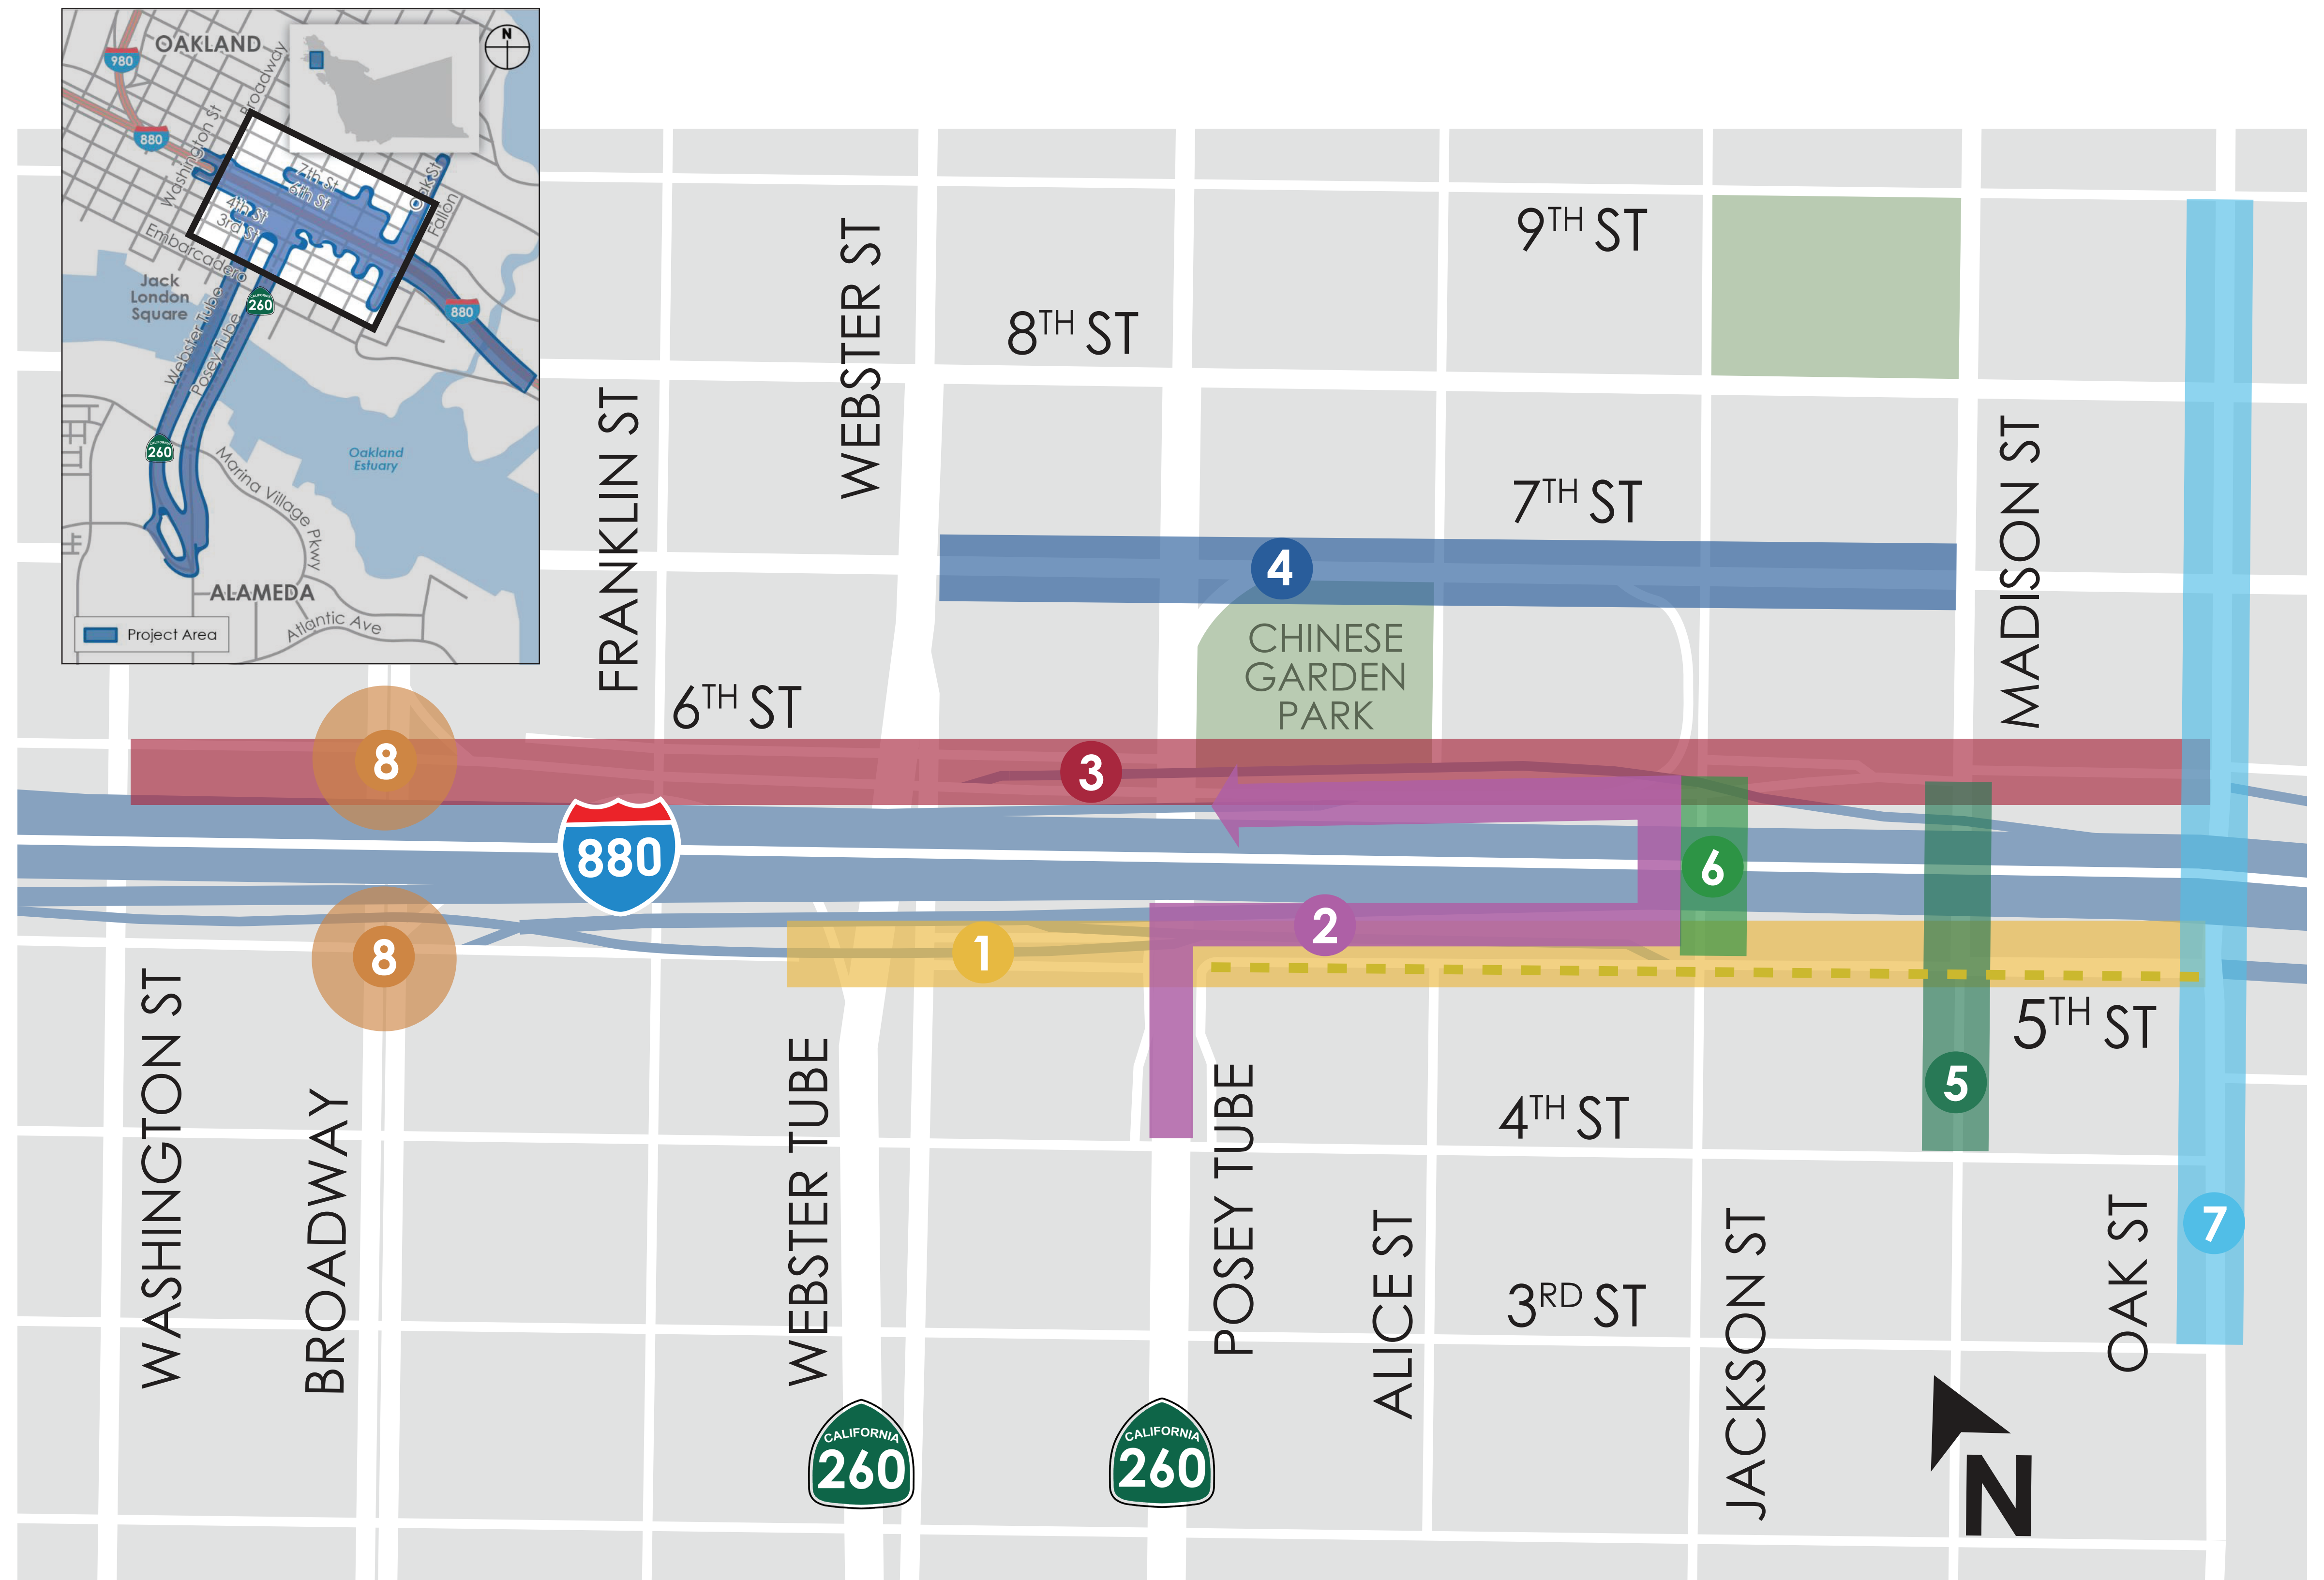 OAKLAND
N
980
Broadway
880
Washington St
7th St
6th St
Oak St
Fallon
4th St
3rd St
Embarcadero
Jack
London
Square
Webster Tube
Posey Tube
CALIFORNIA
260
880
CALIFORNIA
260
Marina Village Pkwy
Oakland
Estuary
ALAMEDA
Atlantic Ave
Project Area
9TH ST
8TH ST
WEBSTER ST
FRANKLIN ST
7TH ST
MADISON ST
4
CHINESE
GARDEN
PARK
6TH ST
8
3
880
6
2
1
8
5TH ST
5
4TH ST
WASHINGTON ST
BROADWAY
WEBSTER TUBE
POSEY TUBE
ALICE ST
3RD ST
JACKSON ST
OAK ST
7
CALIFORNIA
260
CALIFORNIA
260
N